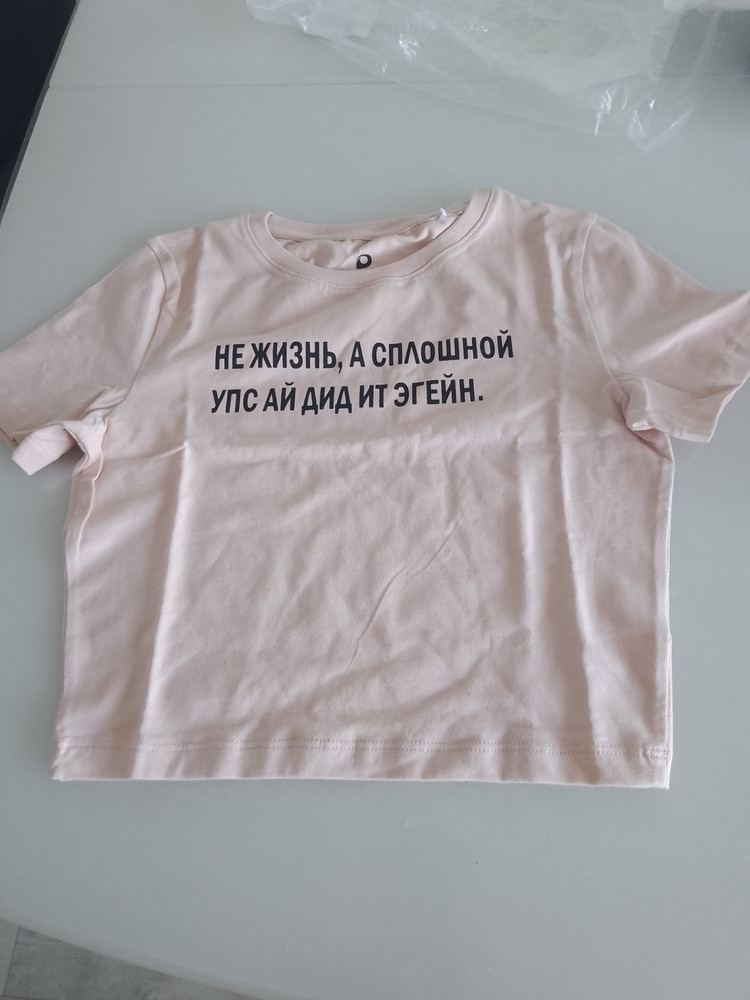 НЕ ЖИЗНЬ, А СПЛОШНОЙ
УПС АЙ ДИД ИТ ЭГЕЙН.